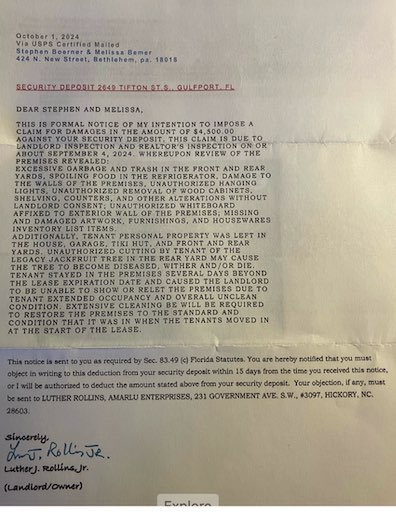 October 1, 2024
Via USPS Certified Mailed
Stephen Boerner & Melissa Bemer
424 N. New Street, Bethlehem, pa. 18015
SECURITY DEPOSIT 2649 TIFTON ST.S., GULFPORT, FL
DEAR STEPHEN AND MELISSA,
THIS IS FORMAL NOTICE OF MY INTENTION TO IMPOSE A
CLAIM FOR DAMAGES IN THE AMOUNT OF $4,500.00
AGAINST YOUR SECURITY DEPOSIT, THIS CLAIM IS DUE TO
LANDLORD INSPECTION AND REALTOR'S INSPECTION ON OR
ABOUT SEPTEMBER 4, 2024, WHEREUPON REVIEW OF THE
PREMISES REVEALED:
EXCESSIVE GARBAGE AND TRASH IN THE FRONT AND REAR
YARDS, SPOILING FOOD IN THE REFRIGERATOR, DAMAGE TO
THE WALLS OF THE PREMISES, UNAUTHORIZED HANGING
LIGHTS, UNAUTHORIZED REMOVAL OF WOOD CABINETS,
SHELVING, COUNTERS, AND OTHER ALTERATIONS WITHOUT
LANDLORD CONSENT; UNAUTHORIZED WHITEBOARD
AFFIXED TO EXTERIOR WALL OF THE PREMISES; MISSING
AND DAMAGED ARTWORK, FURNISHINGS, AND HOUSEWARES
INVENTORY LIST ITEMS.
ADDITIONALLY, TENANT PERSONAL PROPERTY WAS LEFT IN
THE HOUSE, GARAGE, TIKI HUT, AND FRONT AND REAR
YARDS. UNAUTHORIZED CUTTING BY TENANT OF THE
LEGACY JACKFRUIT TREE IN THE REAR YARD MAY CAUSE
THE TREE TO BECOME DISEASED, WITHER AND/OR DIE.
TENANT STAYED IN THE PREMISES SEVERAL DAYS BEYOND
THE LEASE EXPIRATION DATE AND CAUSED THE LANDLORD
TO BE UNABLE TO SHOW OR RELET THE PREMISES DUE TO
TENANT EXTENDED OCCUPANCY AND OVERALL UNCLEAN
CONDITION. EXTENSIVE CLEANING BE WILL BE REQUIRED
TO RESTORE THE PREMISES TO THE STANDARD AND
CONDITION THAT IT WAS IN WHEN THE TENANTS MOVED IN
AT THE START OF THE LEASE.
This notice is sent to you as required by Sec. 83.49 (c) Florida Statutes. You are hereby notified that you must
object in writing to this deduction from your security deposit within 15 days from the time you received this notice,
or I will be authorized to deduct the amount stated above from your security deposit. Your objection, if any, must
be sent to LUTHER ROLLINS, AMARLU ENTERPRISES, 231 GOVERNMENT AVE. S.W., #3097, HICKORY, NC.
28603.
Sincerely,
L. J. Rollins Jr.
Luther J. Rollins, Jr.
(Landlord/Owner)
Explore